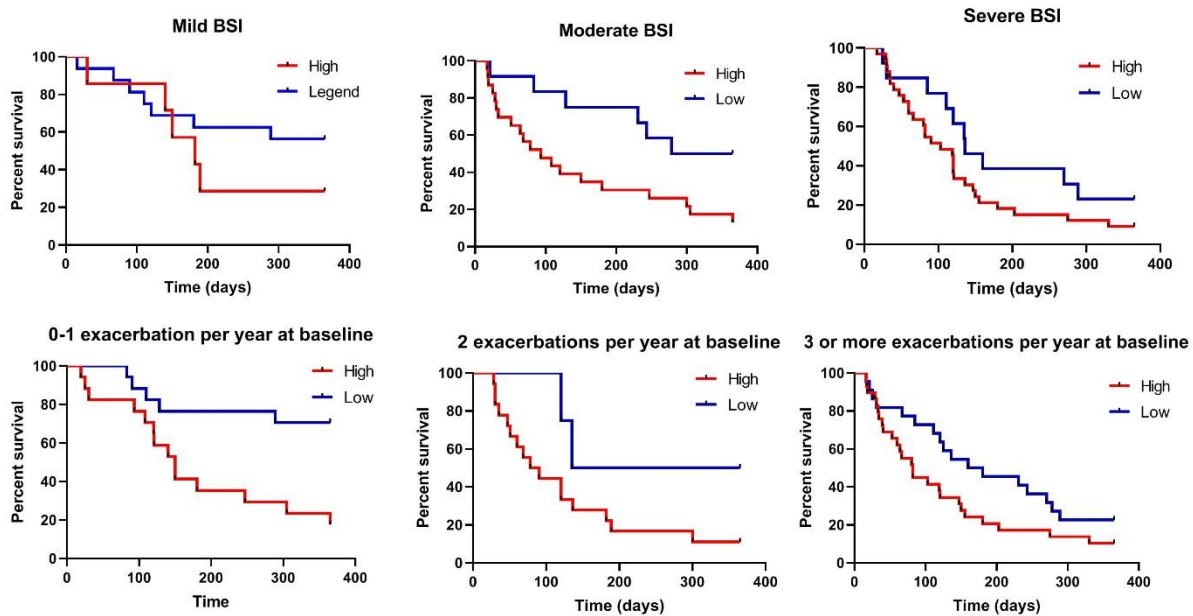 Mild BSI
Percent survival
100
80
60
40
20
0
0 100 200 300 400
Time (days)
High
Legend
Moderate BSI
Percent survival
100
80
60
40
20
0
0 100 200 300 400
Time (days)
High
Low
Severe BSI
Percent survival
100
80
60
40
20
0
0 100 200 300 400
Time (days)
High
Low
0-1 exacerbation per year at baseline
Percent survival
100
80
60
40
20
0
0 100 200 300 400
Time
High
Low
2 exacerbations per year at baseline
Percent survival
100
80
60
40
20
0
0 100 200 300 400
Time (days)
High
Low
3 or more exacerbations per year at baseline
Percent survival
100
80
60
40
20
0
0 100 200 300 400
Time (days)
High
Low